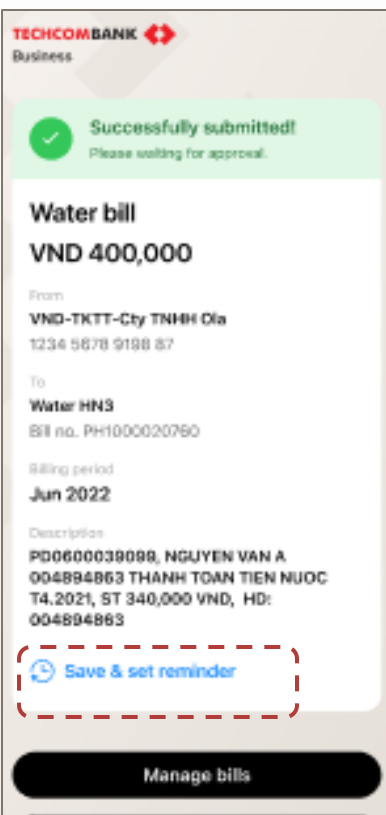 TECHCOMBANK
Business
Successfully submitted!
Please waiting for approval.
Water bill
VND 400,000
From
VND-TKTT-Cty TNHH Ola
1234 5678 9198 87
To
Water HN3
Bill no. PH1000020760
Billing period
Jun 2022
Description
PD0600039099, NGUYEN VAN A
004894863 THANH TOAN TIEN NUOC
T4.2021, ST 340,000 VND, HD:
004894863
Save & set reminder
Manage bills